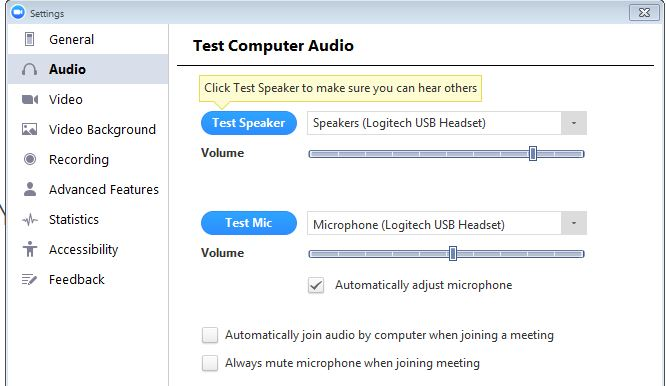 Settings
General
Audio
Video
Video Background
Recording
Advanced Features
Statistics
Accessibility
Feedback
Test Computer Audio
Click Test Speaker to make sure you can hear others
Test Speaker
Speakers (Logitech USB Headset)
Volume
Test Mic
Microphone (Logitech USB Headset)
Volume
Automatically adjust microphone
Automatically join audio by computer when joining a meeting
Always mute microphone when joining meeting